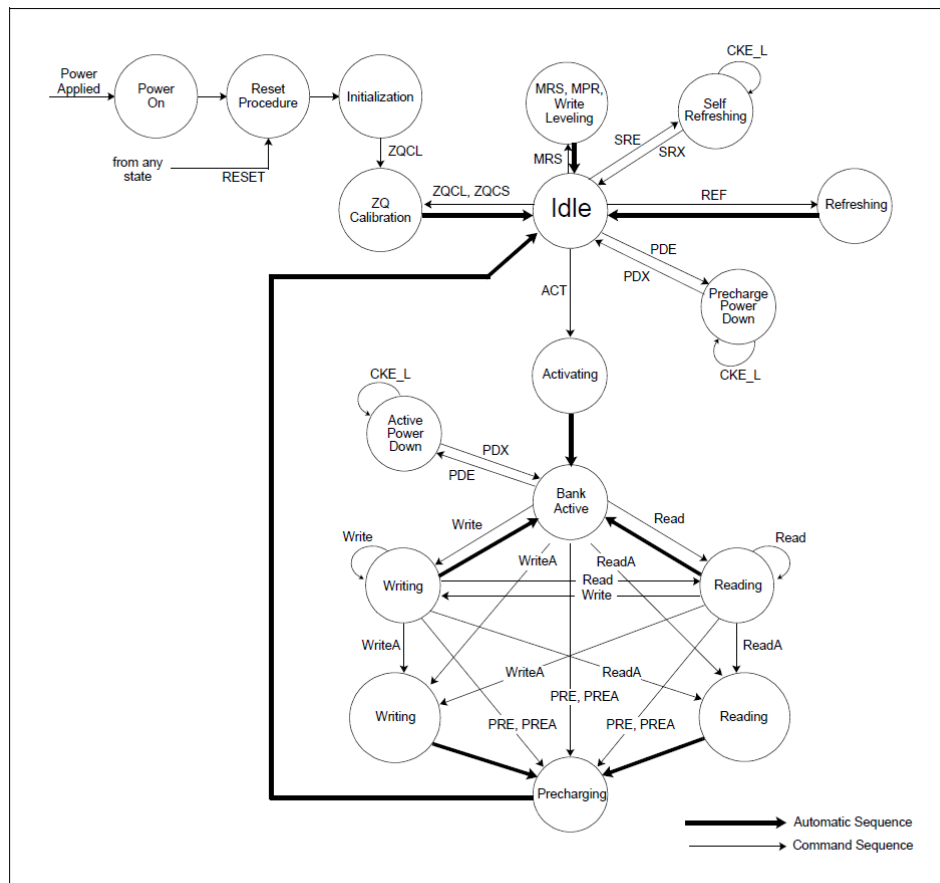 CKE_L
Power
Applied
Power
On
Reset
Procedure
Initialization
MRS, MPR,
Write
Leveling
Self
Refreshing
SRE
SRX
MRS
from any
state
RESET
ZQCL
ZQ
Calibration
ZQCL, ZQCS
Idle
REF
Refreshing
PDE
PDX
ACT
Precharge
Power
Down
CKE_L
Activating
CKE_L
Active
Power
Down
PDX
PDE
Bank
Active
Write
Read
Write
WriteA
ReadA
Read
Writing
Read
Write
Reading
WriteA
WriteA
ReadA
ReadA
Writing
PRE, PREA
PRE, PREA
PRE, PREA
Reading
Precharging
Automatic Sequence
Command Sequence